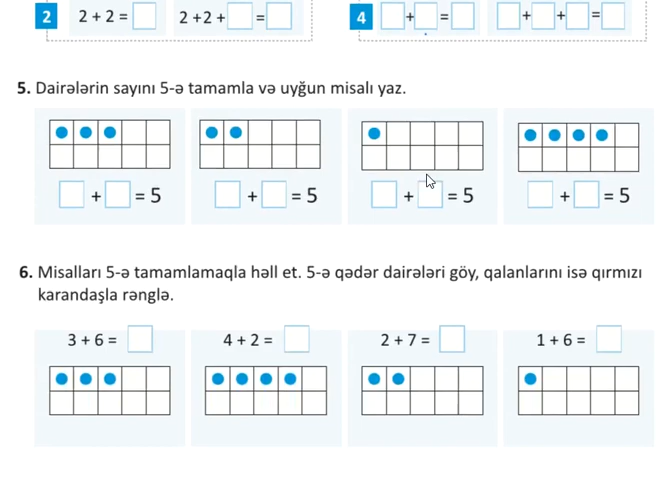 2 2 + 2 = 2 +2 + = 4 + = + + =
5. Dairələrin sayını 5-ə tamamla və uyğun misalı yaz.
+ = 5 + = 5 + = 5 + = 5
6. Misalları 5-ə tamamlamaqla həll et. 5-ə qədər dairələri göy, qalanlarını isə qırmızı
karandaşla rənglə.
3 + 6 = 4 + 2 = 2 + 7 = 1 + 6 =